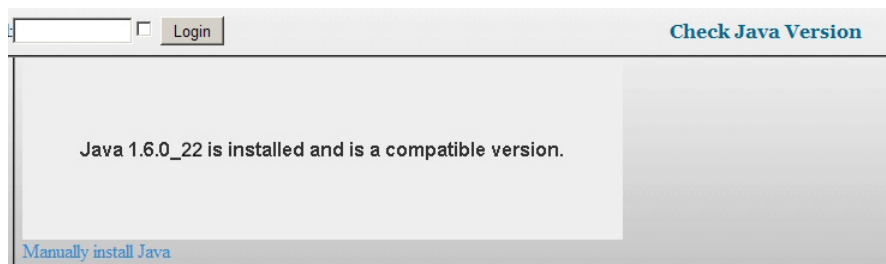 Login
Check Java Version
Java 1.6.0_22 is installed and is a compatible version.
Manually install Java